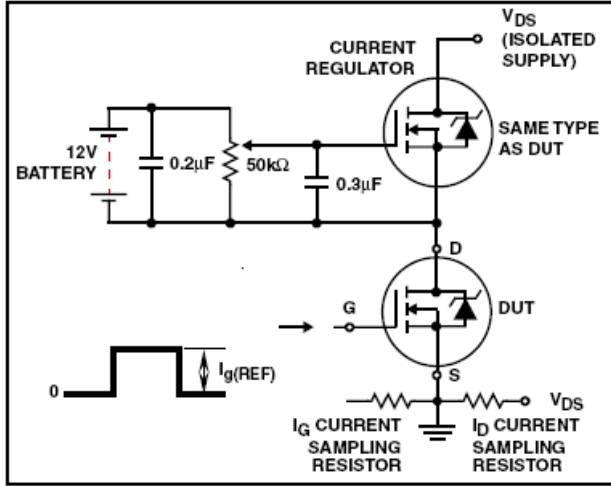 VDS
(ISOLATED
SUPPLY)
CURRENT
REGULATOR
SAME TYPE
AS DUT
12V
BATTERY
0.2µF
50kΩ
0.3µF
D
G
DUT
Ig(REF)
0
S
VDS
IG CURRENT
SAMPLING
RESISTOR
ID CURRENT
SAMPLING
RESISTOR